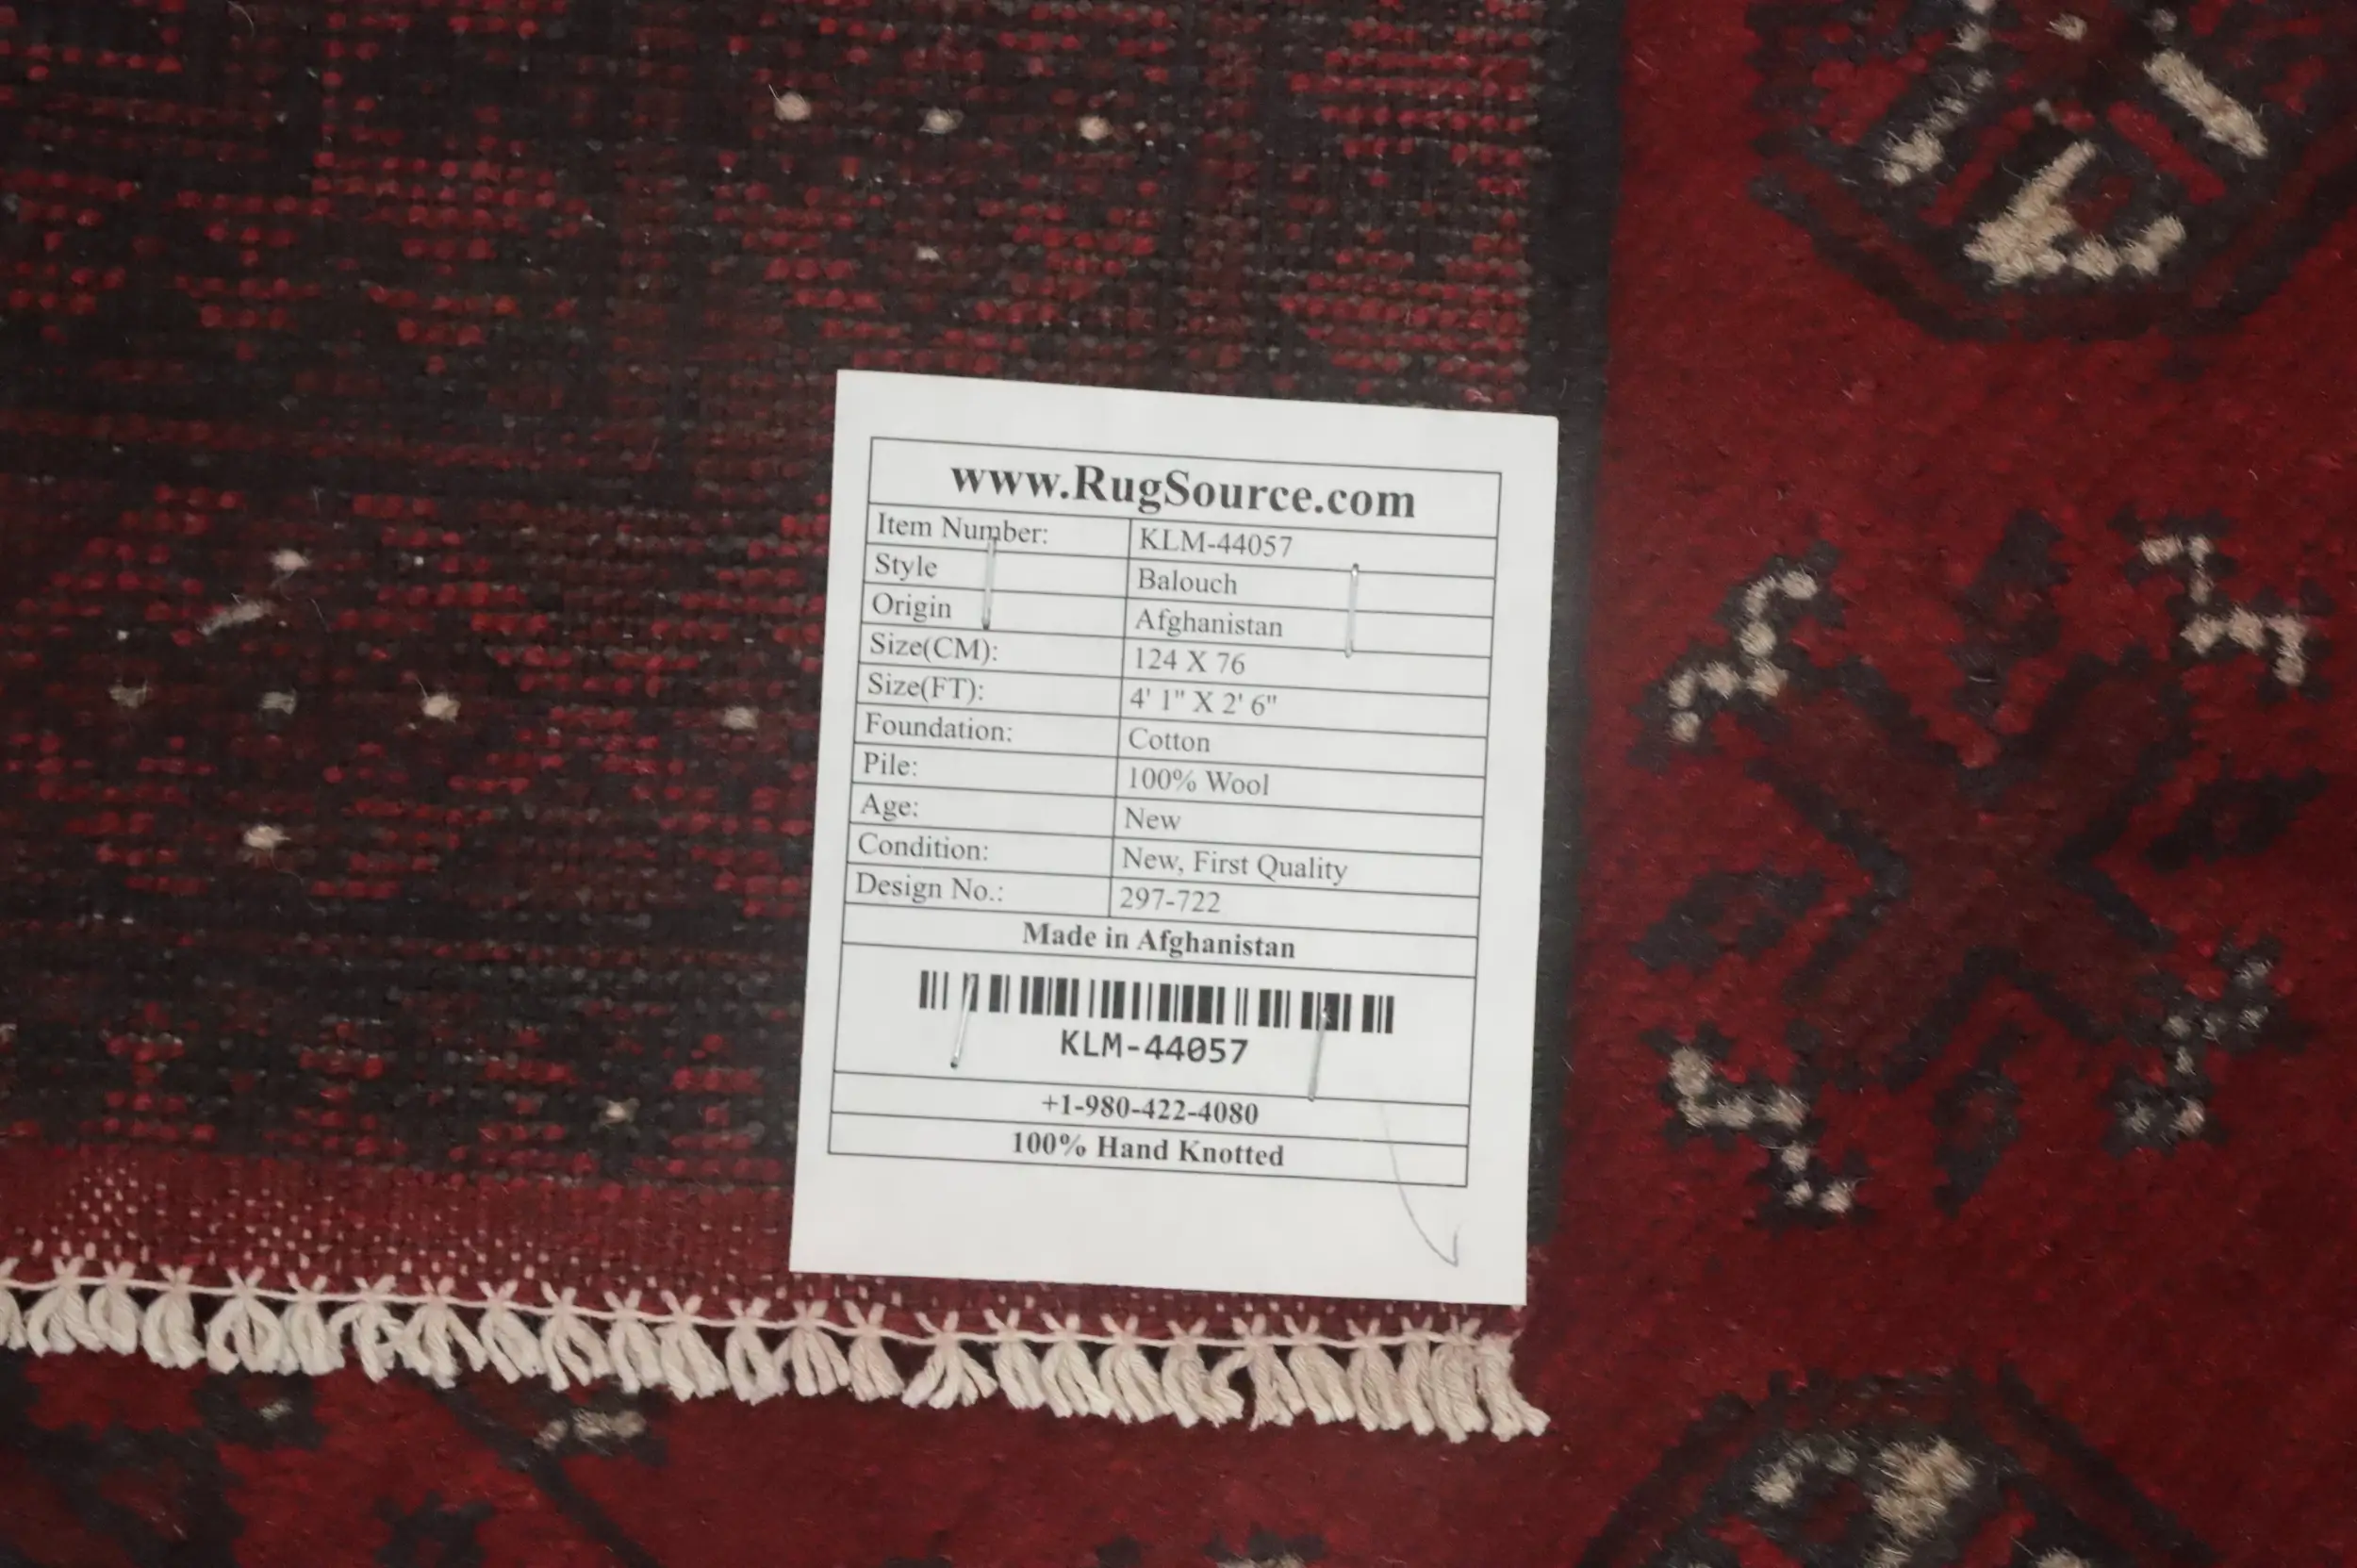 www.RugSource.com
Item Number: KLM-44057
Style Balouch
Origin Afghanistan
Size(CM): 124 X 76
Size(FT): 4' 1" X 2' 6"
Foundation: Cotton
Pile: 100% Wool
Age: New
Condition: New, First Quality
Design No.: 297-722
Made in Afghanistan
KLM-44057
+1-980-422-4080
100% Hand Knotted